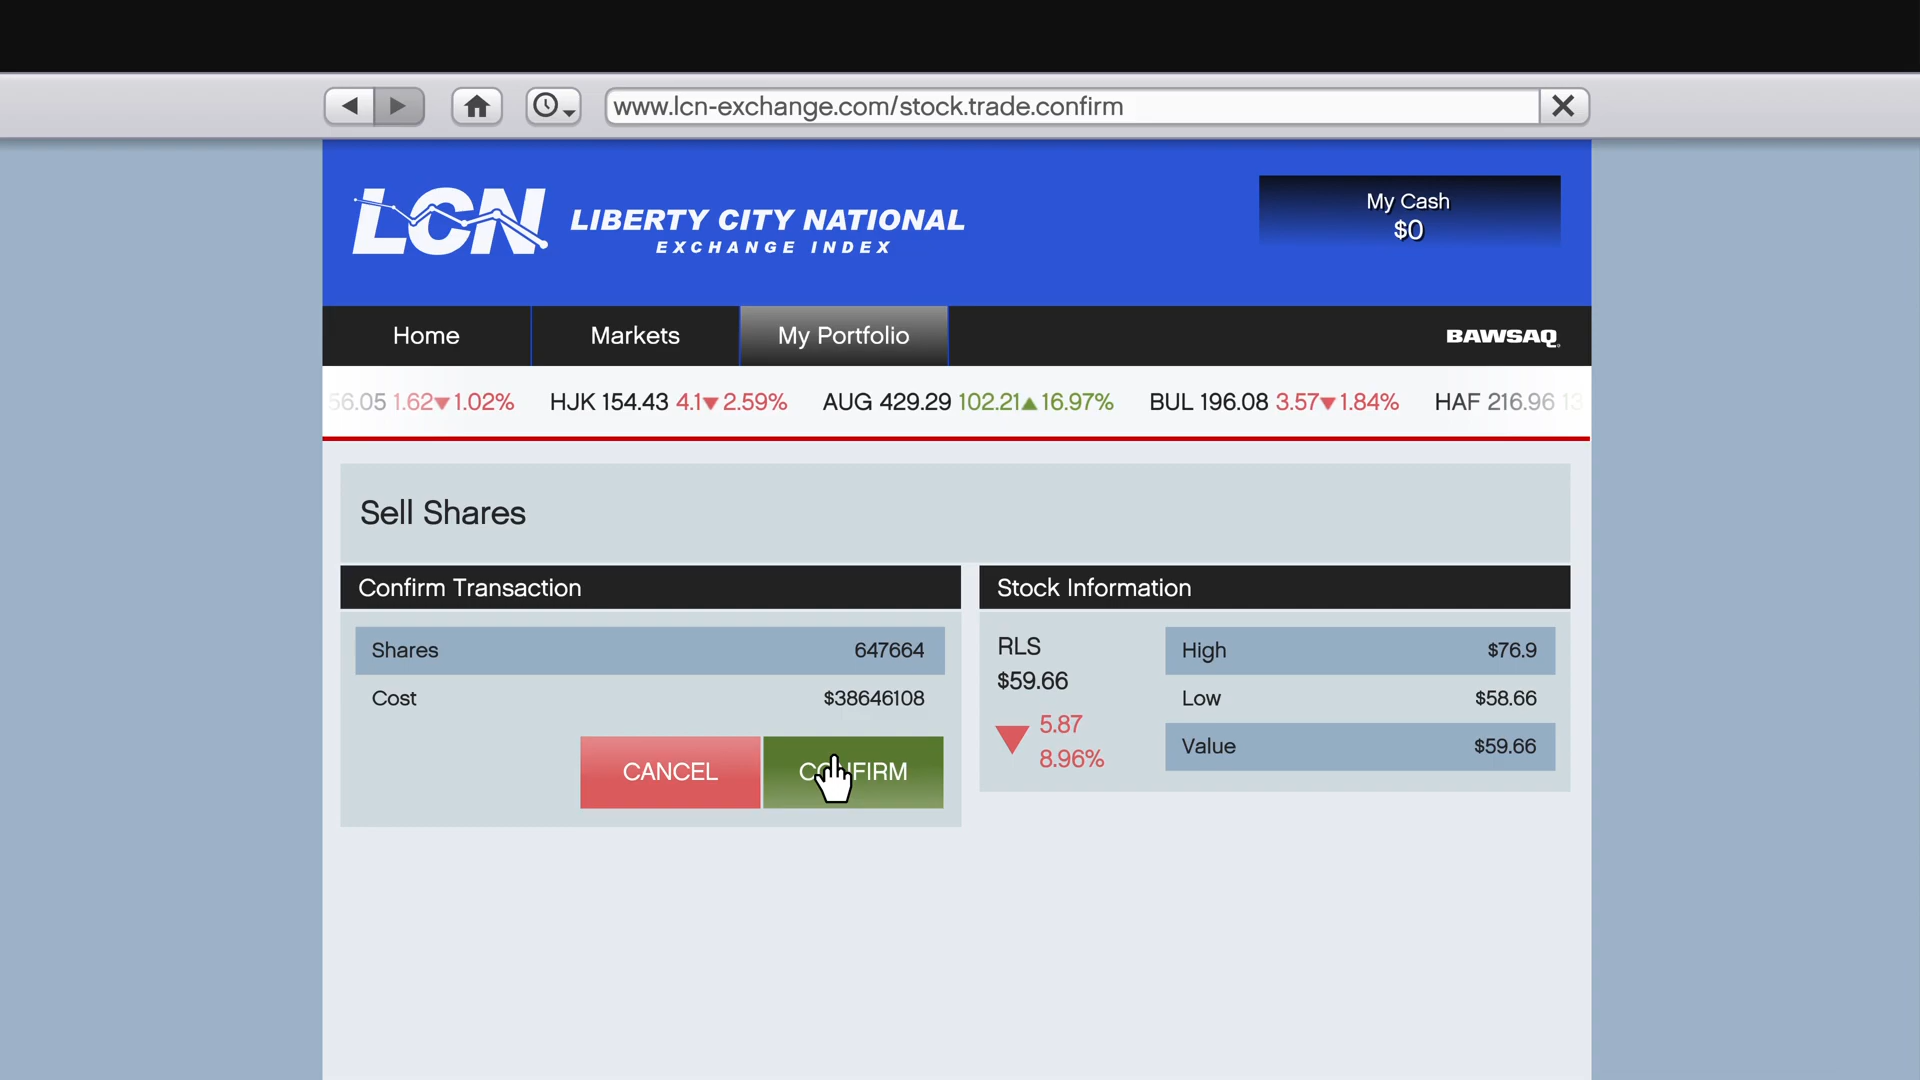 www.lcn-exchange.com/stock.trade.confirm
LCN
LIBERTY CITY NATIONAL
EXCHANGE INDEX
My Cash
$0
Home
Markets
My Portfolio
BAWSAQ
56.05 1.62▼1.02% HJK 154.43 4.1▼2.59% AUG 429.29 102.21▲16.97% BUL 196.08 3.57▼1.84% HAF 216.96 13
Sell Shares
Confirm Transaction
Shares 647664
Cost $38646108
CANCEL
CONFIRM
Stock Information
RLS
$59.66
▼ 5.87
8.96%
High $76.9
Low $58.66
Value $59.66